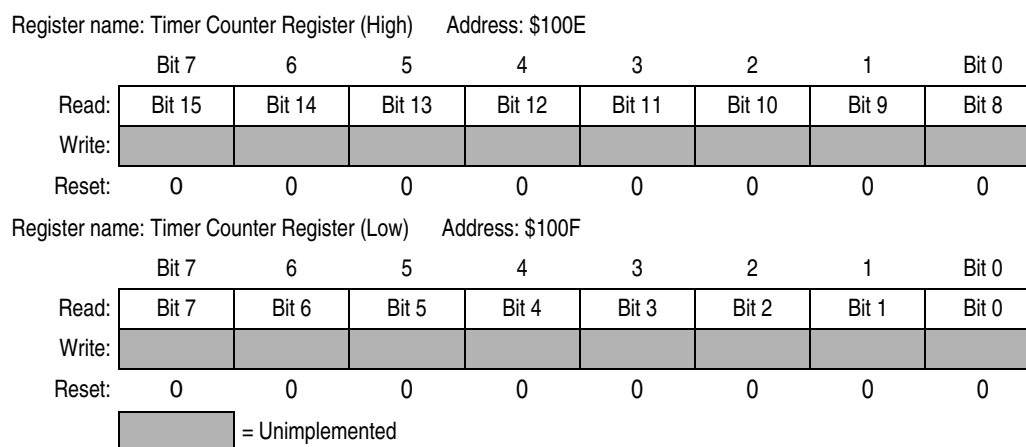 Register name: Timer Counter Register (High) Address: $100E
Bit 7 6 5 4 3 2 1 Bit 0
Read: Bit 15 Bit 14 Bit 13 Bit 12 Bit 11 Bit 10 Bit 9 Bit 8
Write:
Reset: 0 0 0 0 0 0 0 0
Register name: Timer Counter Register (Low) Address: $100F
Bit 7 6 5 4 3 2 1 Bit 0
Read: Bit 7 Bit 6 Bit 5 Bit 4 Bit 3 Bit 2 Bit 1 Bit 0
Write:
Reset: 0 0 0 0 0 0 0 0
= Unimplemented